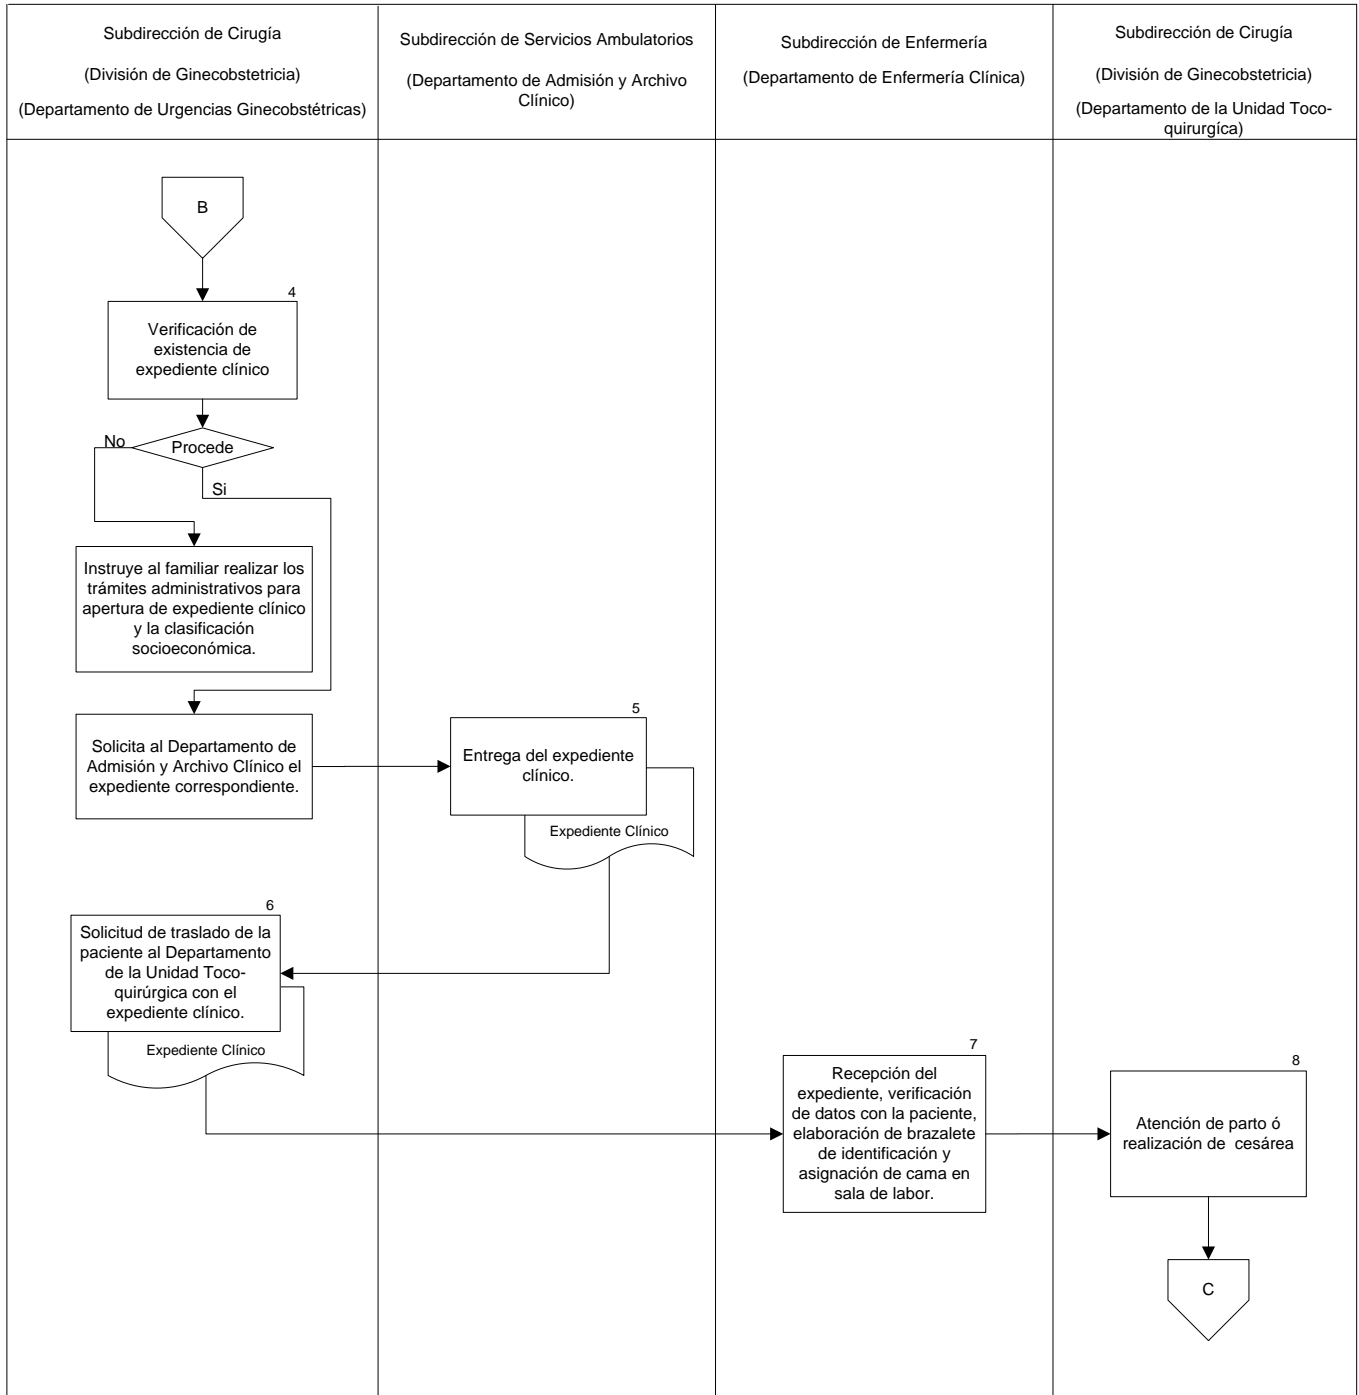 Subdirección de Cirugía
(División de Ginecobstetricia)
(Departamento de Urgencias Ginecobstétricas)
Subdirección de Servicios Ambulatorios
(Departamento de Admisión y Archivo
Clínico)
Subdirección de Enfermería
(Departamento de Enfermería Clínica)
Subdirección de Cirugía
(División de Ginecobstetricia)
(Departamento de la Unidad Toco-
quirurgíca)
B
4
Verificación de
existencia de
expediente clínico
No
Procede
Si
Instruye al familiar realizar los
trámites administrativos para
apertura de expediente clínico
y la clasificación
socioeconómica.
Solicita al Departamento de
Admisión y Archivo Clínico el
expediente correspondiente.
5
Entrega del expediente
clínico.
Expediente Clínico
6
Solicitud de traslado de la
paciente al Departamento
de la Unidad Toco-
quirúrgica con el
expediente clínico.
Expediente Clínico
7
Recepción del
expediente, verificación
de datos con la paciente,
elaboración de brazalete
de identificación y
asignación de cama en
sala de labor.
8
Atención de parto ó
realización de cesárea
C